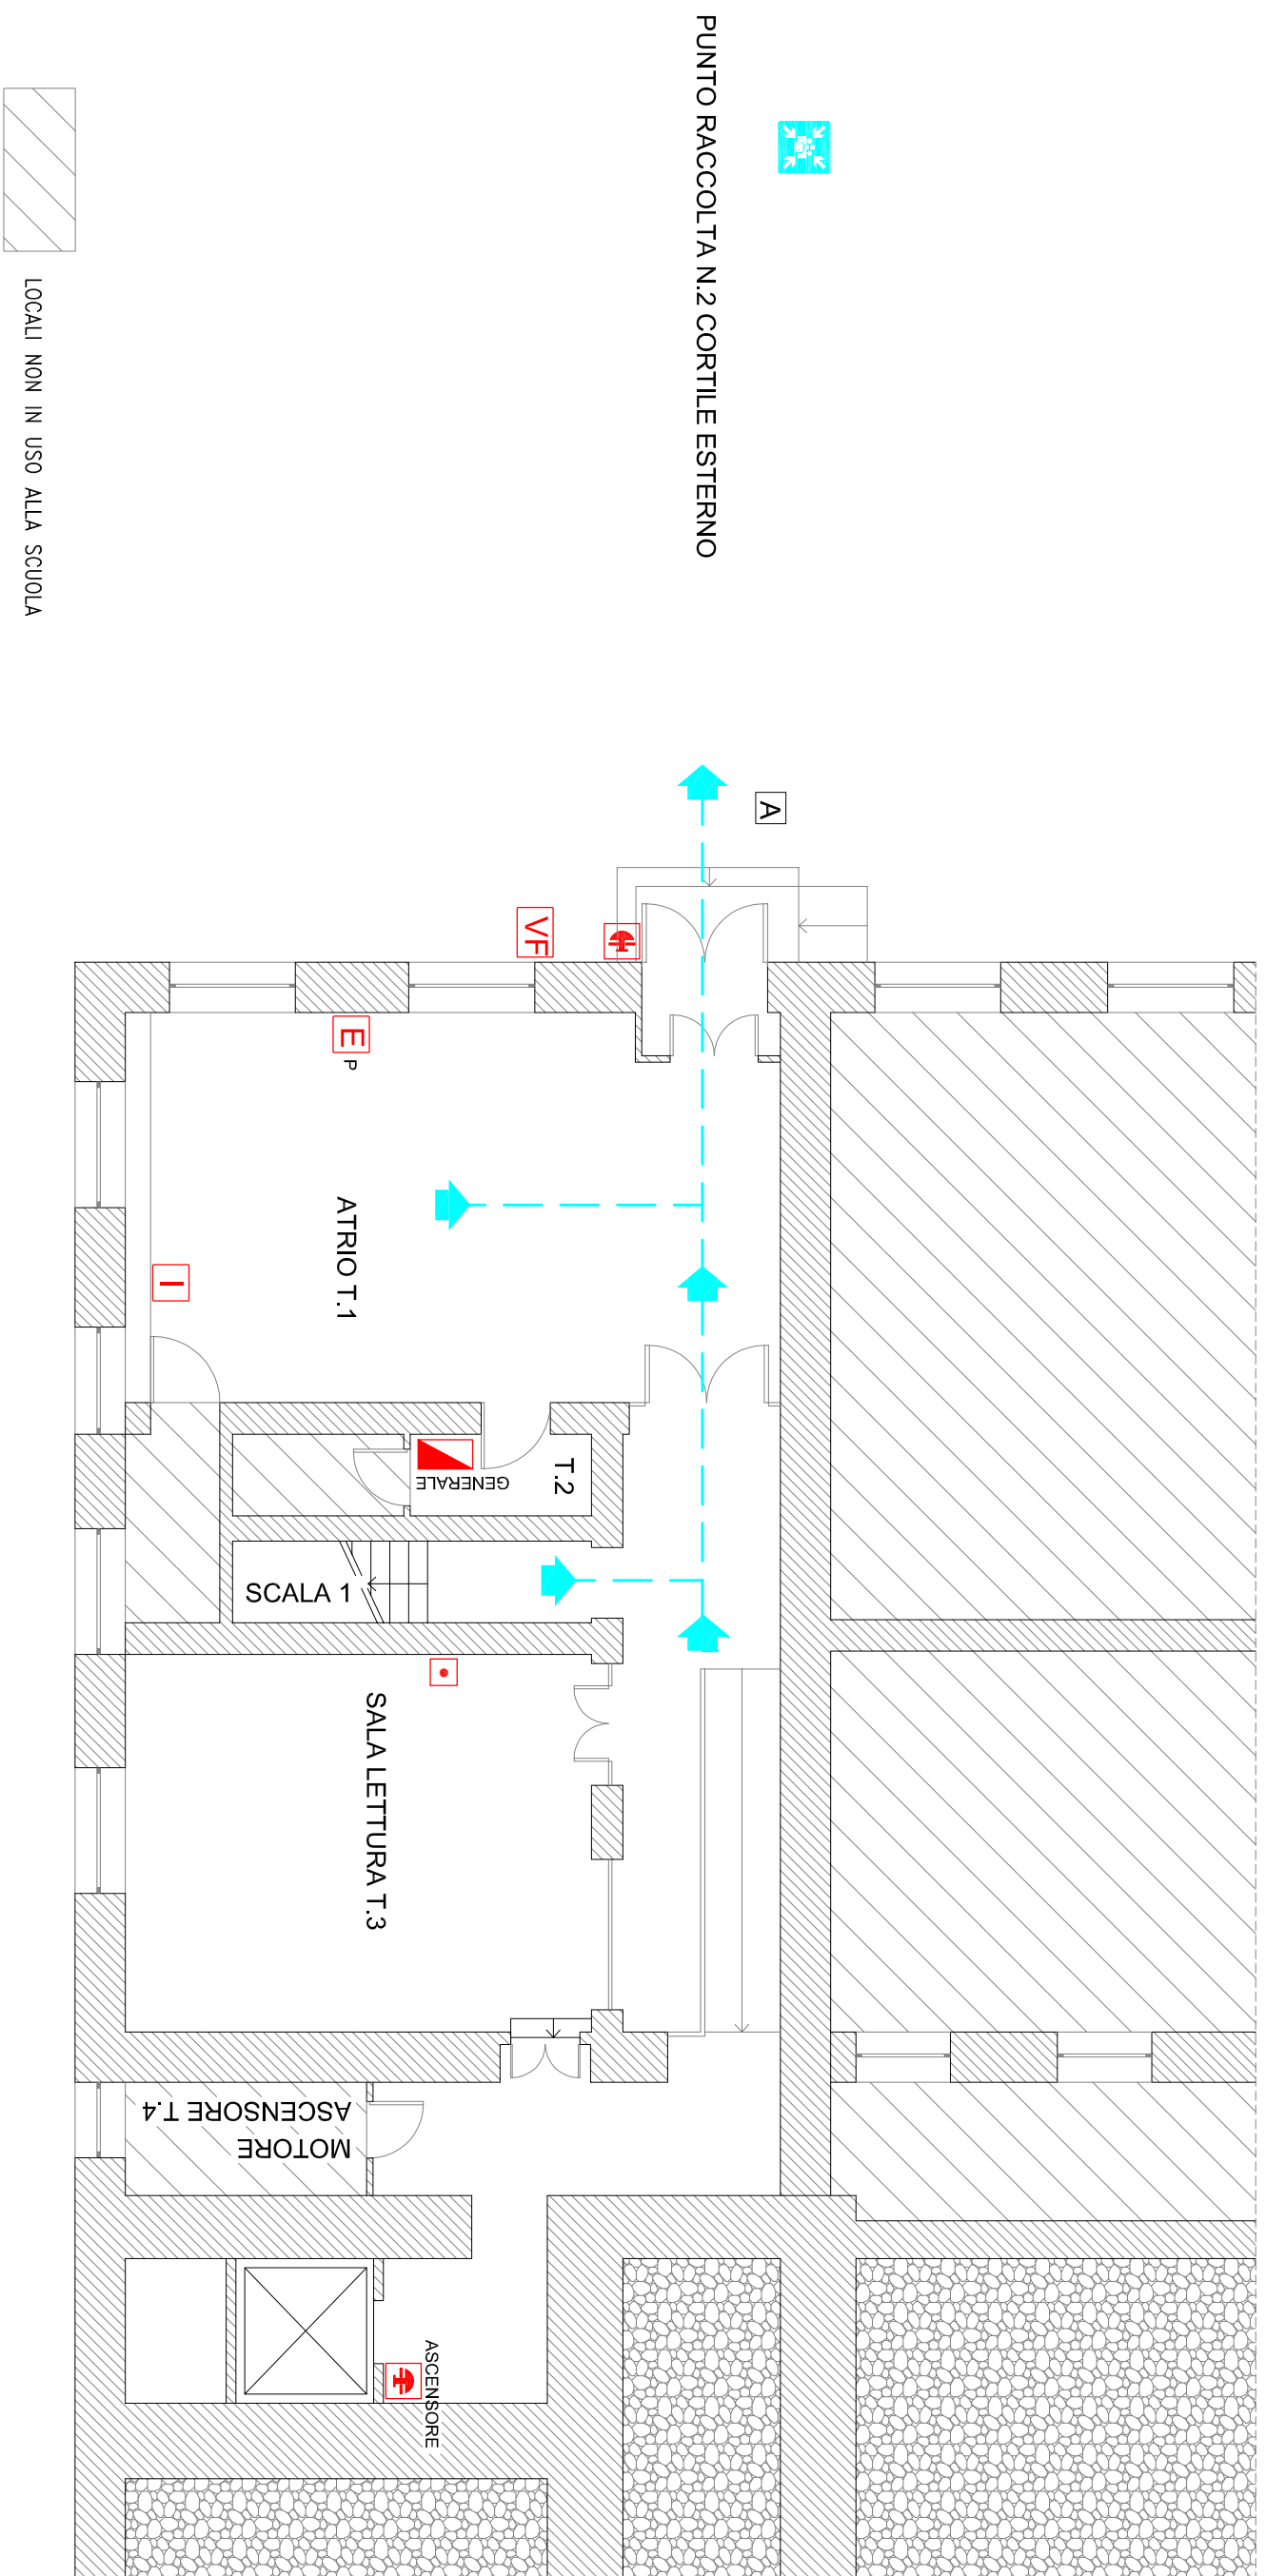 PUNTO RACCOLTA N.2 CORTILE ESTERNO
LOCALI NON IN USO ALLA SCUOLA
A
VF
E
P
ATRIO T.1
I
T.2
GENERALE
SCALA 1
SALA LETTURA T.3
MOTORE
ASCENSORE T.4
ASCENSORE